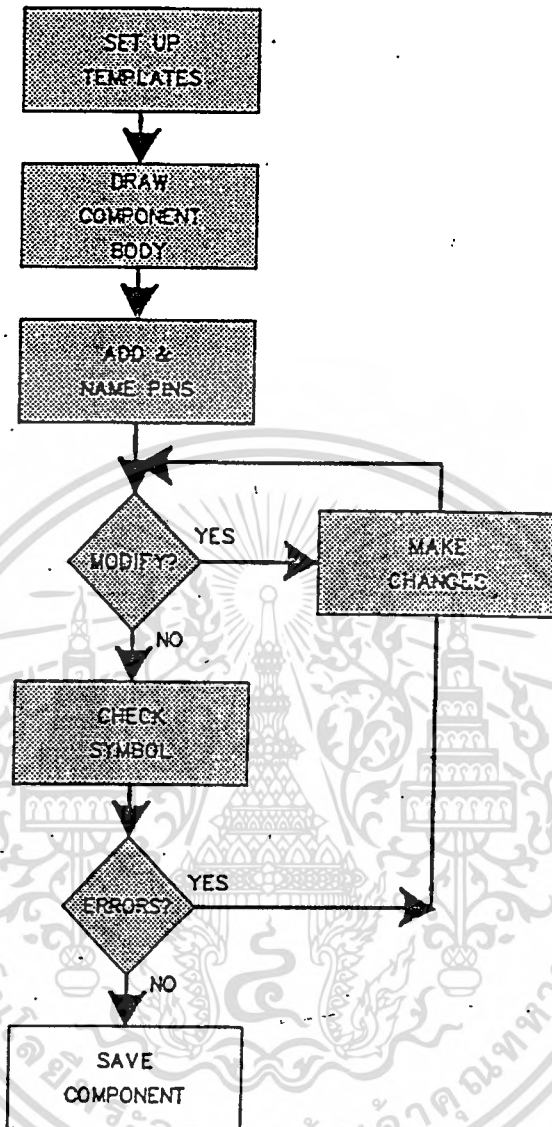 SET UP
TEMPLATES
DRAW
COMPONENT
BODY
ADD &
NAME PINS
MODIFY?
YES
MAKE
CHANGES
NO
CHECK
SYMBOL
ERRORS?
YES
NO
SAVE
COMPONENT